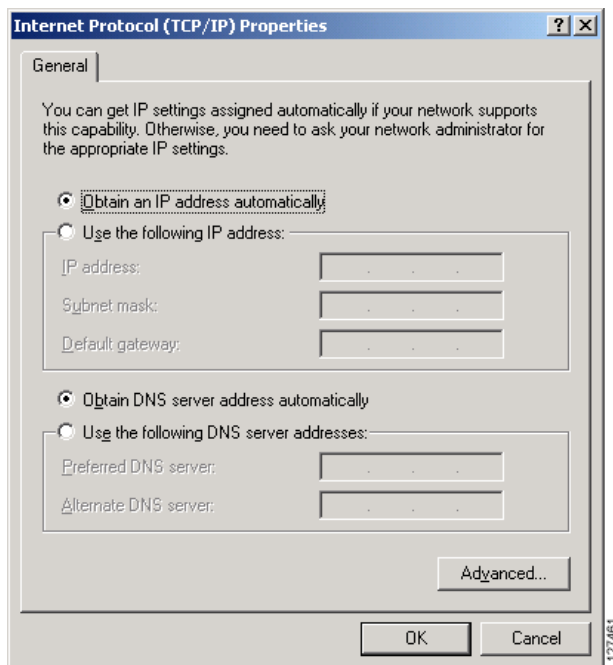 Internet Protocol (TCP/IP) Properties
General
You can get IP settings assigned automatically if your network supports
this capability. Otherwise, you need to ask your network administrator for
the appropriate IP settings.
Obtain an IP address automatically
Use the following IP address:
IP address:
Subnet mask:
Default gateway:
Obtain DNS server address automatically
Use the following DNS server addresses:
Preferred DNS server:
Alternate DNS server:
Advanced...
OK Cancel
127461